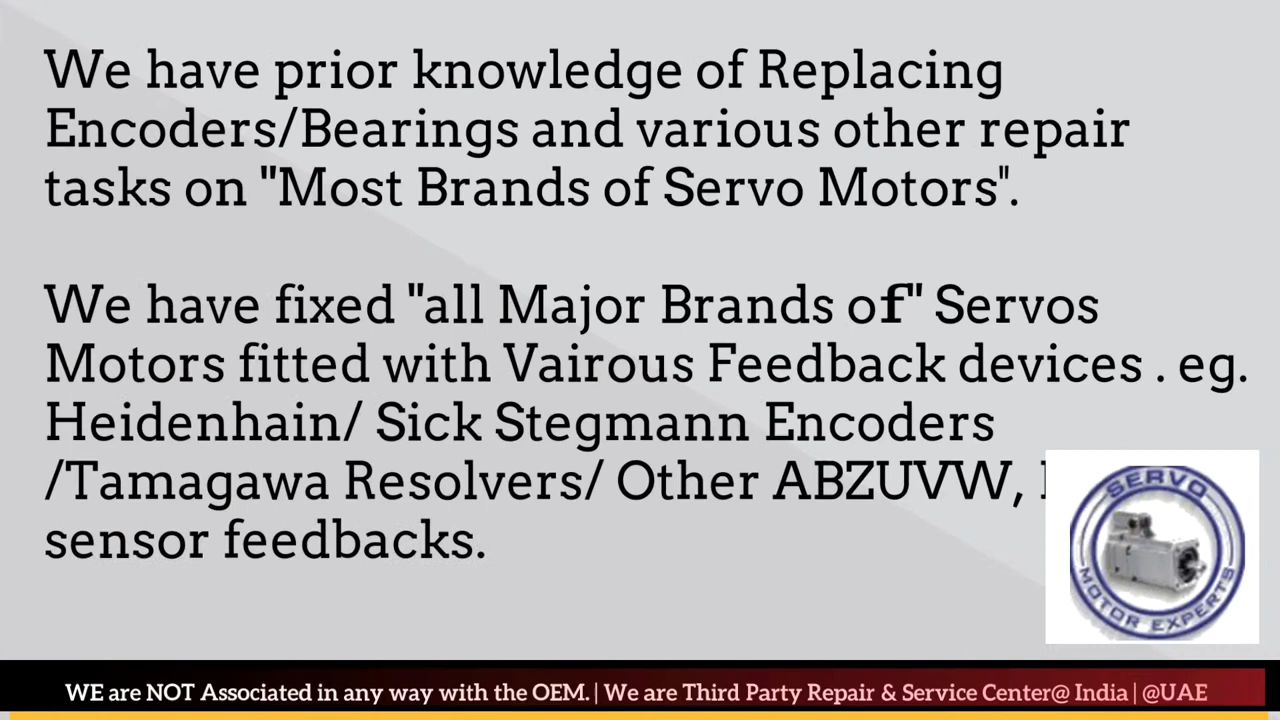 We have prior knowledge of Replacing
Encoders/Bearings and various other repair
tasks on "Most Brands of Servo Motors".
We have fixed "all Major Brands of" Servos
Motors fitted with Vairous Feedback devices . eg.
Heidenhain/ Sick Stegmann Encoders
/Tamagawa Resolvers/ Other ABZUVW,
sensor feedbacks.
SERVO
MOTOR EXPERTS
WE are NOT Associated in any way with the OEM. | We are Third Party Repair & Service Center@ India | @UAE